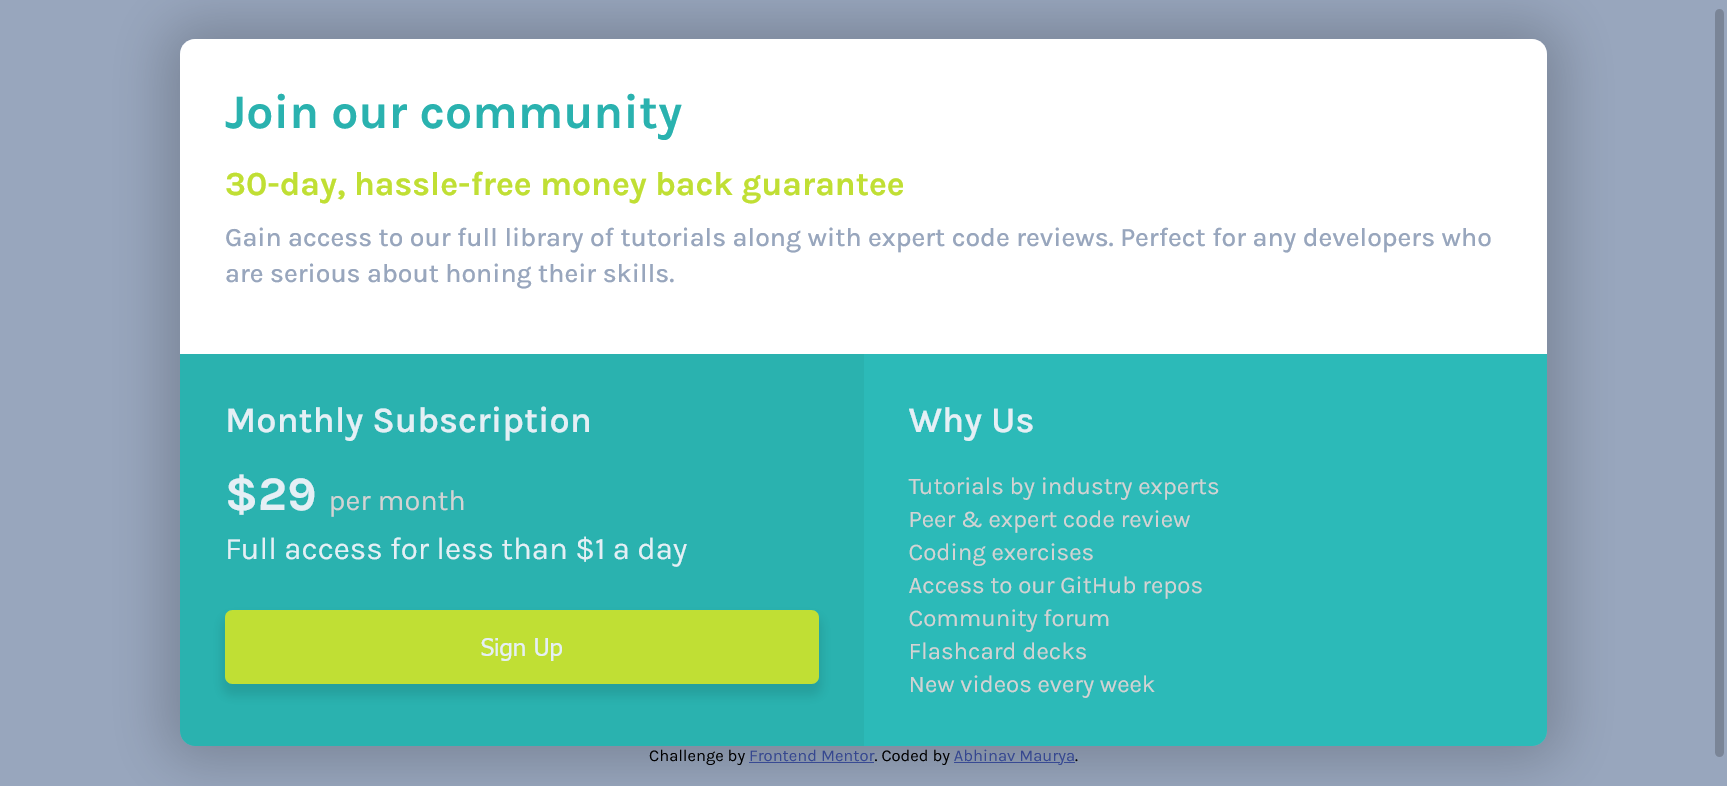 Join our community
30-day, hassle-free money back guarantee
Gain access to our full library of tutorials along with expert code reviews. Perfect for any developers who
are serious about honing their skills.
Monthly Subscription
$29 per month
Full access for less than $1 a day
Sign Up
Why Us
Tutorials by industry experts
Peer & expert code review
Coding exercises
Access to our GitHub repos
Community forum
Flashcard decks
New videos every week
Challenge by Frontend Mentor. Coded by Abhinav Maurya.